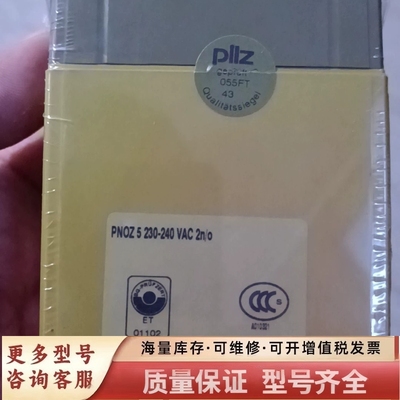 pilz
geprüft
055FT
43
Qualitätssiegel
PNOZ 5 230-240 VAC 2n/o
ET
01102
CCC
S
更多型号
咨询客服
海量库存·可维修·可开增值税发票
质量保证 型号齐全